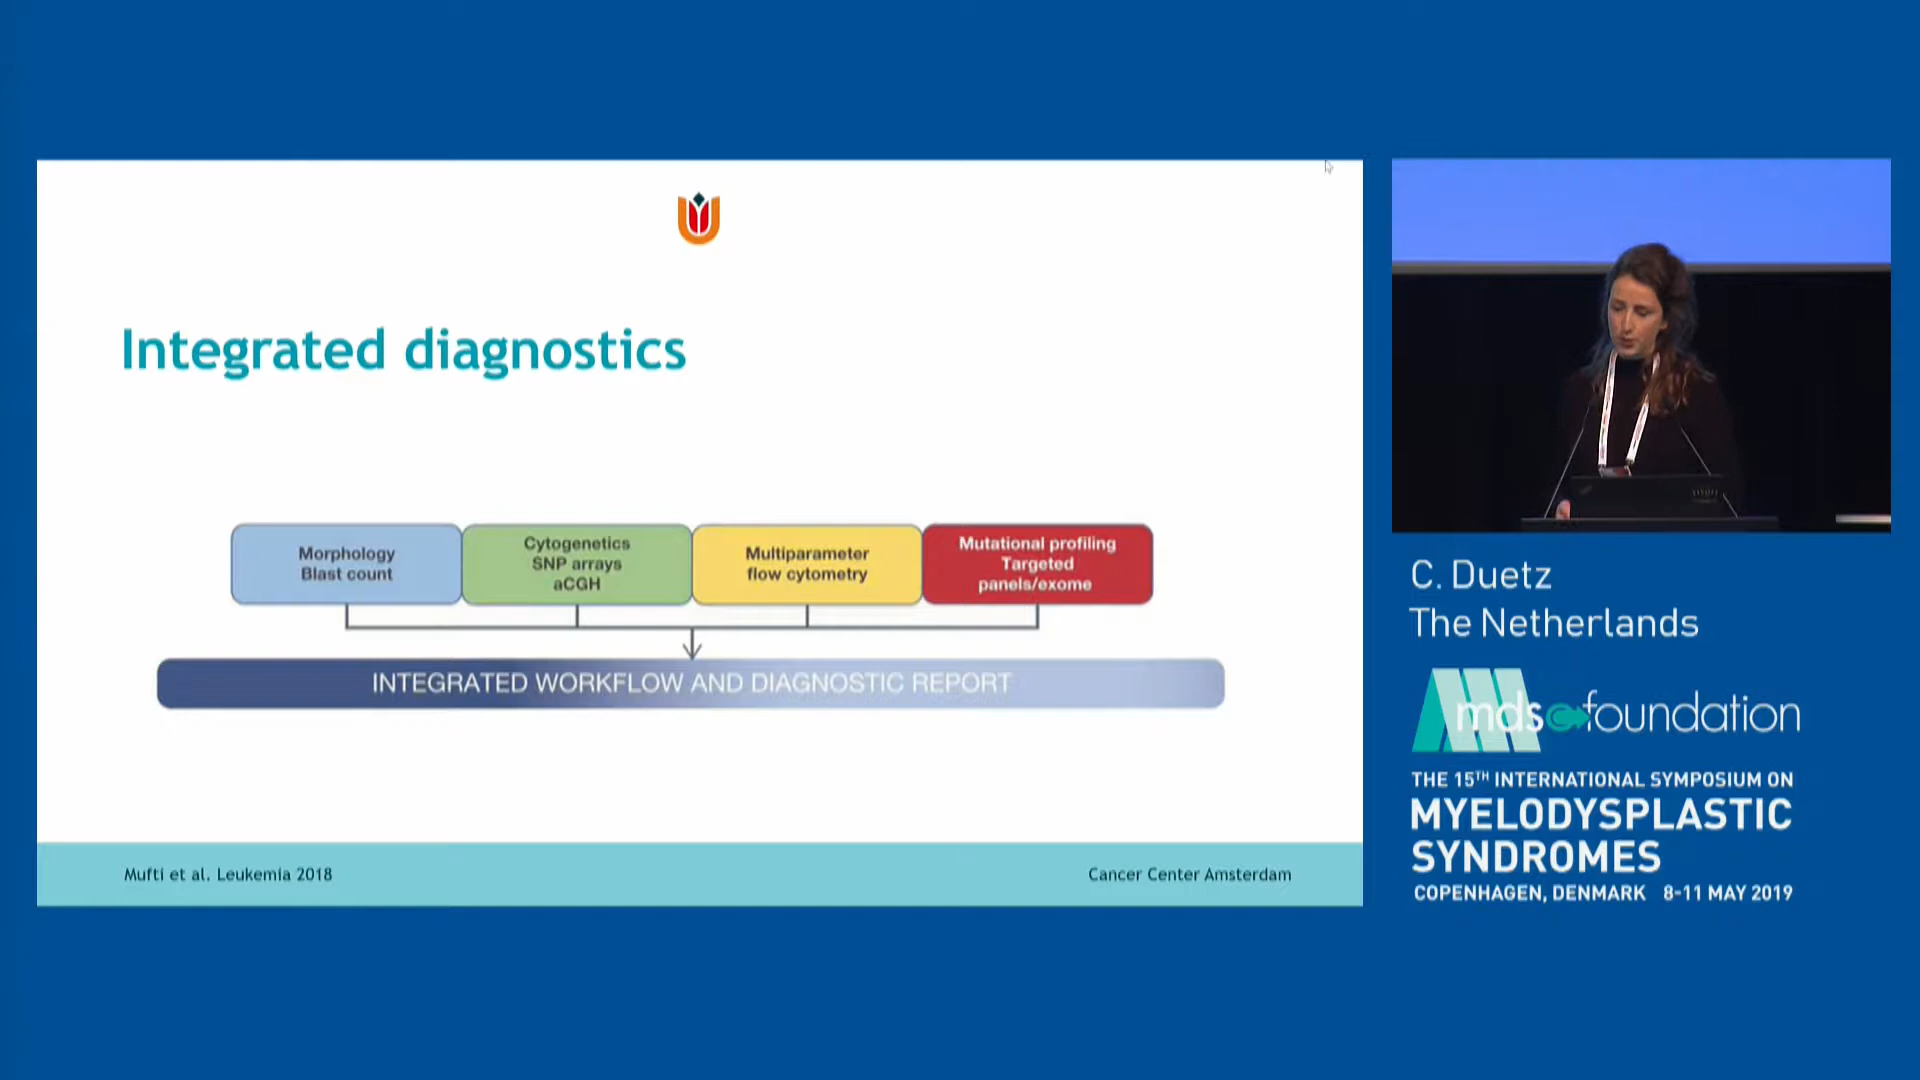 Integrated diagnostics
Morphology
Blast count
Cytogenetics
SNP arrays
aCGH
Multiparameter
flow cytometry
Mutational profiling
Targeted
panels/exome
INTEGRATED WORKFLOW AND DIAGNOSTIC REPORT
Mufti et al. Leukemia 2018
Cancer Center Amsterdam
C. Duetz
The Netherlands
mds foundation
THE 15TH INTERNATIONAL SYMPOSIUM ON
MYELODYSPLASTIC
SYNDROMES
COPENHAGEN, DENMARK 8-11 MAY 2019